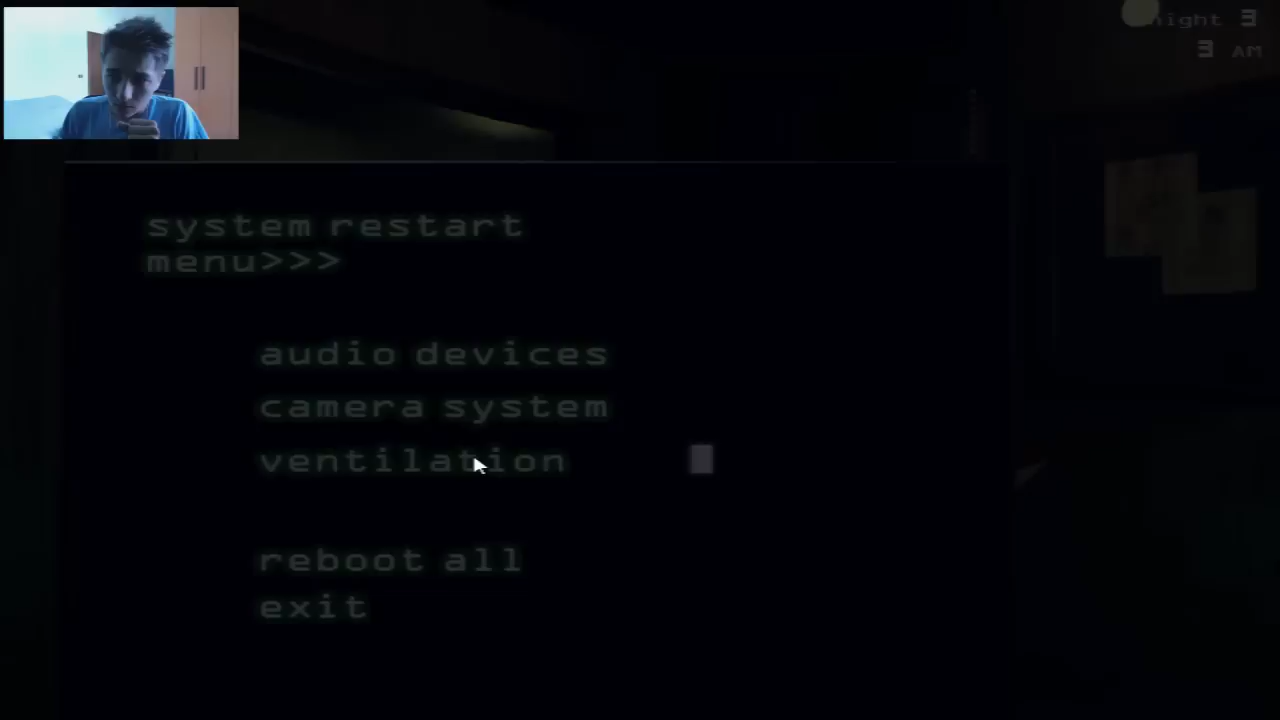 night 3
3 AM
system restart
menu>>>
audio devices
camera system
ventilation
reboot all
exit